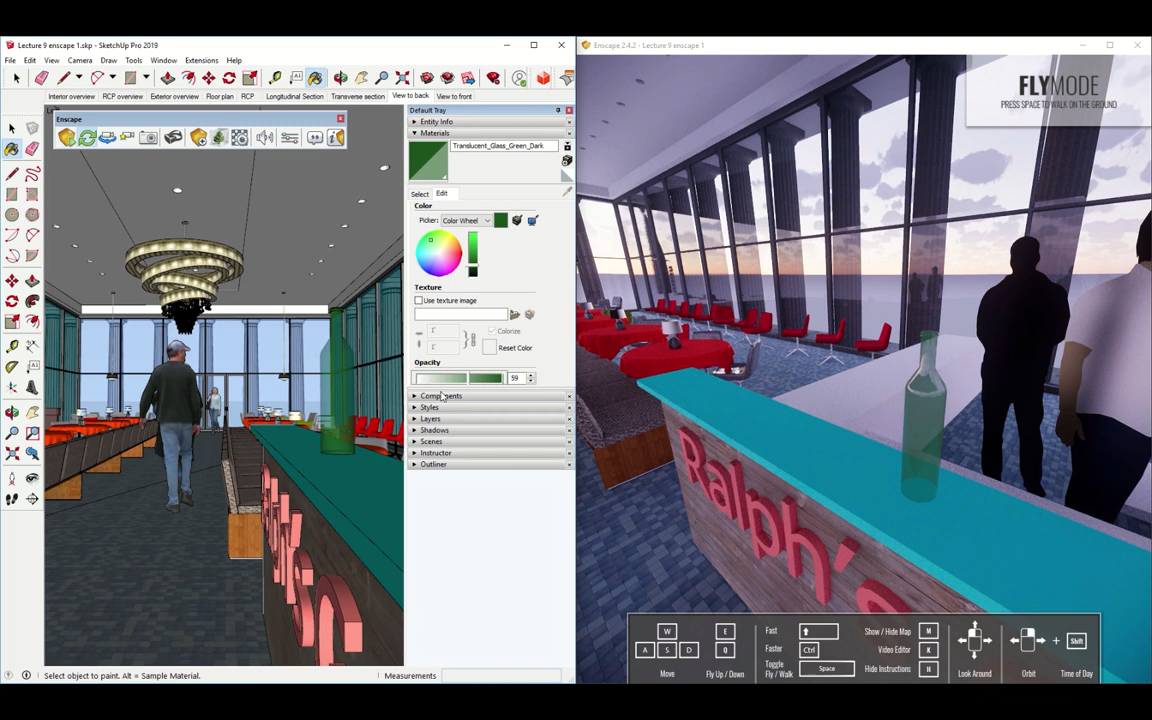 Lecture 9 enscape 1.skp - SketchUp Pro 2019
File Edit View Camera Draw Tools Window Extensions Help
Interior overview RCP overview Exterior overview Floor plan RCP Longitudinal Section Transverse section View to back View to front
Enscape
Default Tray
Entity Info
Materials
Translucent_Glass_Green_Dark
Select Edit
Color
Picker: Color Wheel
Texture
Use texture image
Colorize
Reset Color
Opacity
59
Components
Styles
Layers
Shadows
Scenes
Instructor
Outliner
Select object to paint. Alt = Sample Material.
Measurements
Enscape 2.4.2 - Lecture 9 enscape 1
FLYMODE
PRESS SPACE TO WALK ON THE GROUND
Ralph's
W
A S D
Move
E
Q
Fly Up / Down
Fast
Faster Ctrl
Toggle
Fly / Walk
Space
Show / Hide Map M
Video Editor K
Hide Instructions N
Look Around
+ Shift
Orbit Time of Day